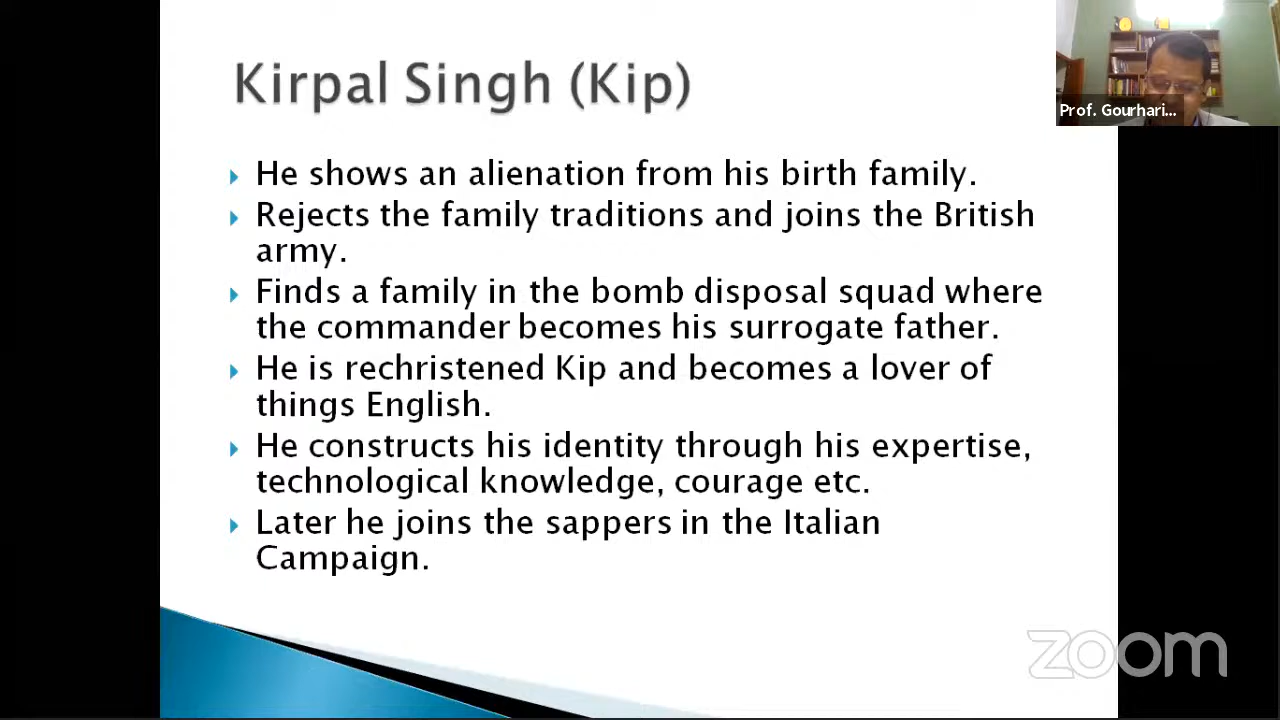 Kirpal Singh (Kip)
Prof. Gourhari...
He shows an alienation from his birth family.
Rejects the family traditions and joins the British
army.
Finds a family in the bomb disposal squad where
the commander becomes his surrogate father.
He is rechristened Kip and becomes a lover of
things English.
He constructs his identity through his expertise,
technological knowledge, courage etc.
Later he joins the sappers in the Italian
Campaign.
zoom